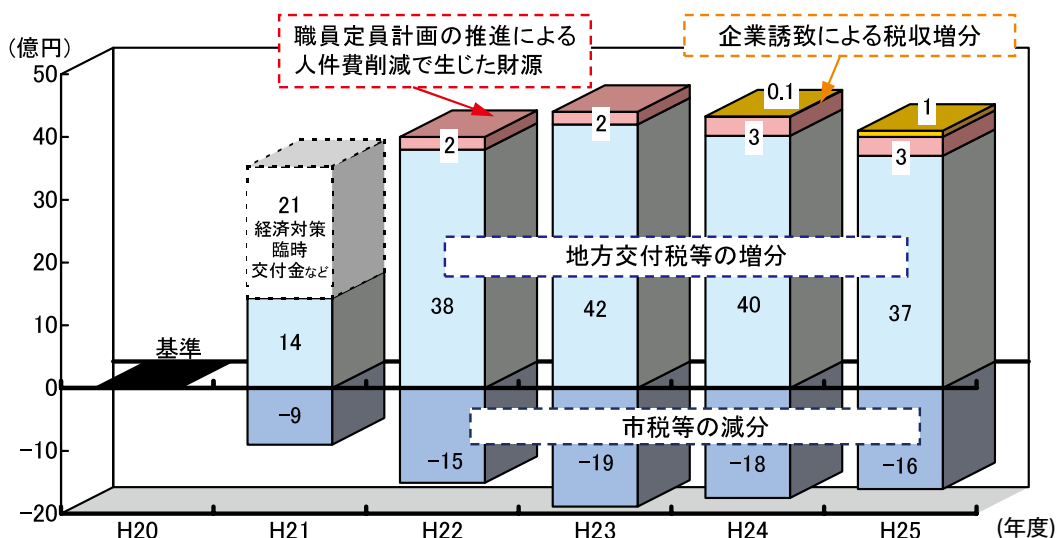 (億円)
職員定員計画の推進による
人件費削減で生じた財源
企業誘致による税収増分
50
40
30
20
10
0
-10
-20
基準
21
経済対策
臨時
交付金など
14
-9
2
38
-15
2
42
-19
0.1
3
40
-18
1
3
37
-16
地方交付税等の増分
市税等の減分
H20
H21
H22
H23
H24
H25
(年度)